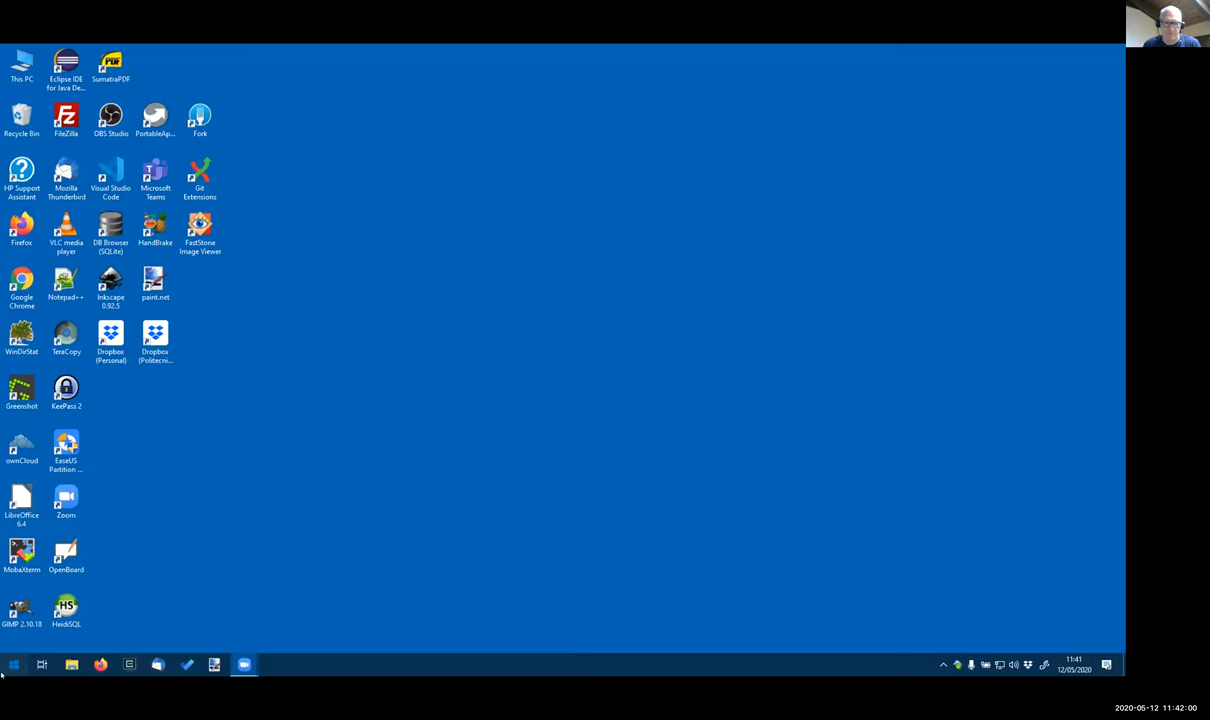 This PC
Eclipse IDE
for Java De...
SumatraPDF
Recycle Bin
FileZilla
OBS Studio
PortableAp...
Fork
HP Support
Assistant
Mozilla
Thunderbird
Visual Studio
Code
Microsoft
Teams
Git
Extensions
Firefox
VLC media
player
DB Browser
(SQLite)
HandBrake
FastStone
Image Viewer
Google
Chrome
Notepad++
Inkscape
0.92.5
paint.net
WinDirStat
TeraCopy
Dropbox
(Personal)
Dropbox
(Politecni...
Greenshot
KeePass 2
ownCloud
EaseUS
Partition ...
LibreOffice
6.4
Zoom
MobaXterm
OpenBoard
GIMP 2.10.18
HeidiSQL
11:41
12/05/2020
2020-05-12 11:42:00